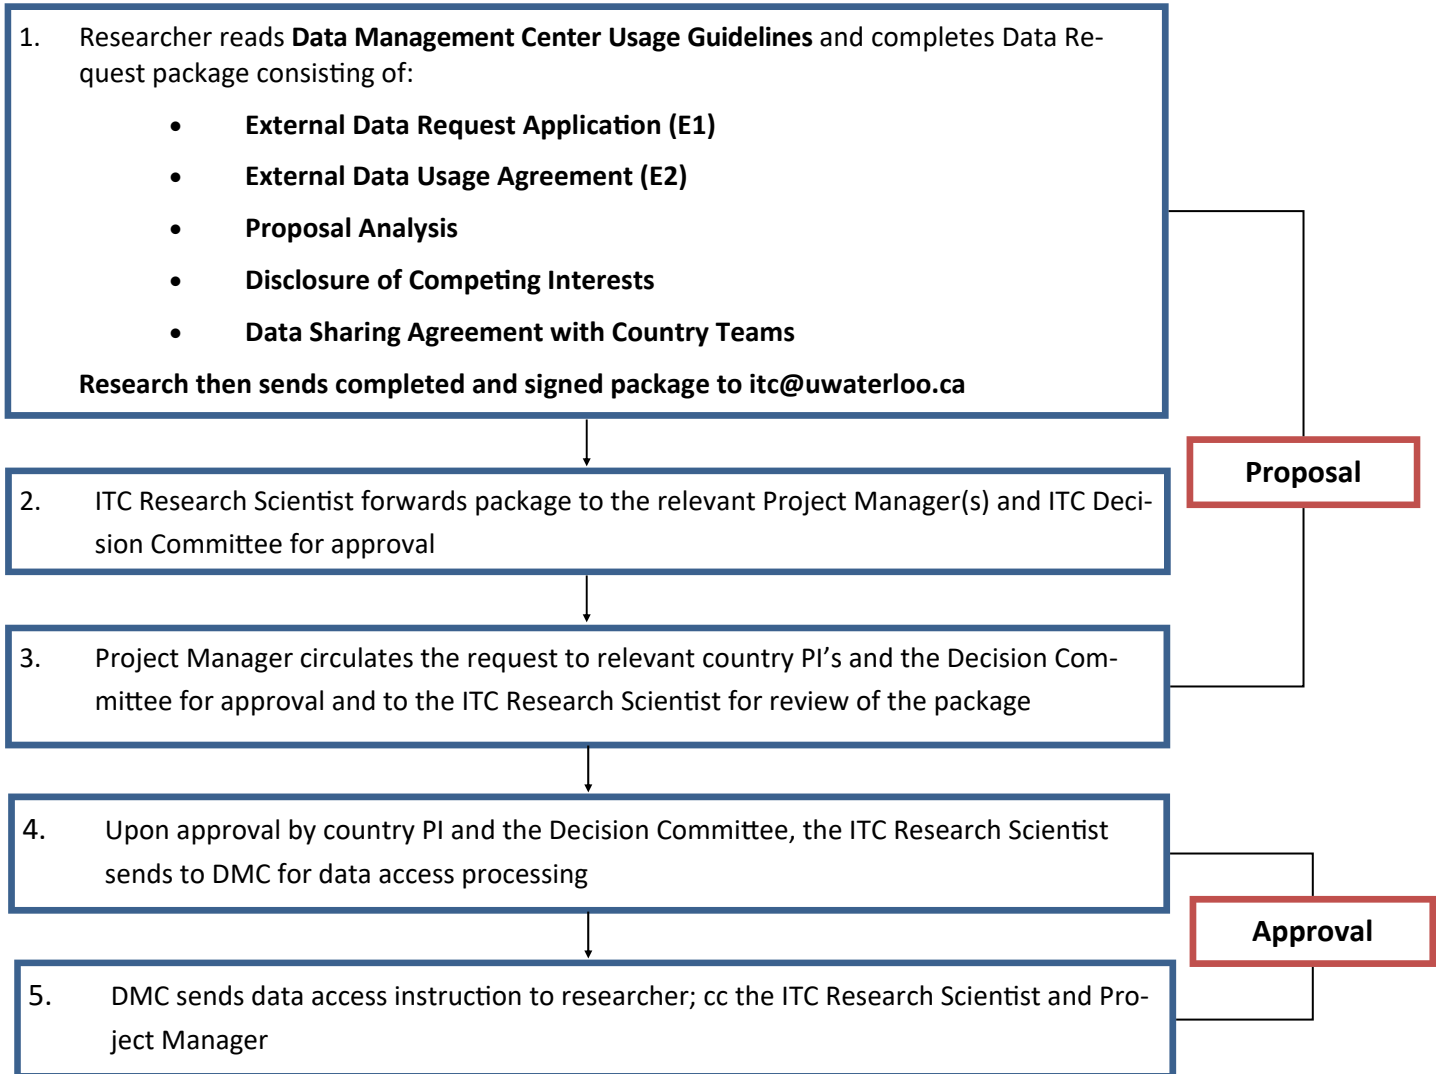 1. Researcher reads Data Management Center Usage Guidelines and completes Data Re-
quest package consisting of:
• External Data Request Application (E1)
• External Data Usage Agreement (E2)
• Proposal Analysis
• Disclosure of Competing Interests
• Data Sharing Agreement with Country Teams
Research then sends completed and signed package to itc@uwaterloo.ca
Proposal
2. ITC Research Scientist forwards package to the relevant Project Manager(s) and ITC Deci-
sion Committee for approval
3. Project Manager circulates the request to relevant country PI’s and the Decision Com-
mittee for approval and to the ITC Research Scientist for review of the package
4. Upon approval by country PI and the Decision Committee, the ITC Research Scientist
sends to DMC for data access processing
Approval
5. DMC sends data access instruction to researcher; cc the ITC Research Scientist and Pro-
ject Manager